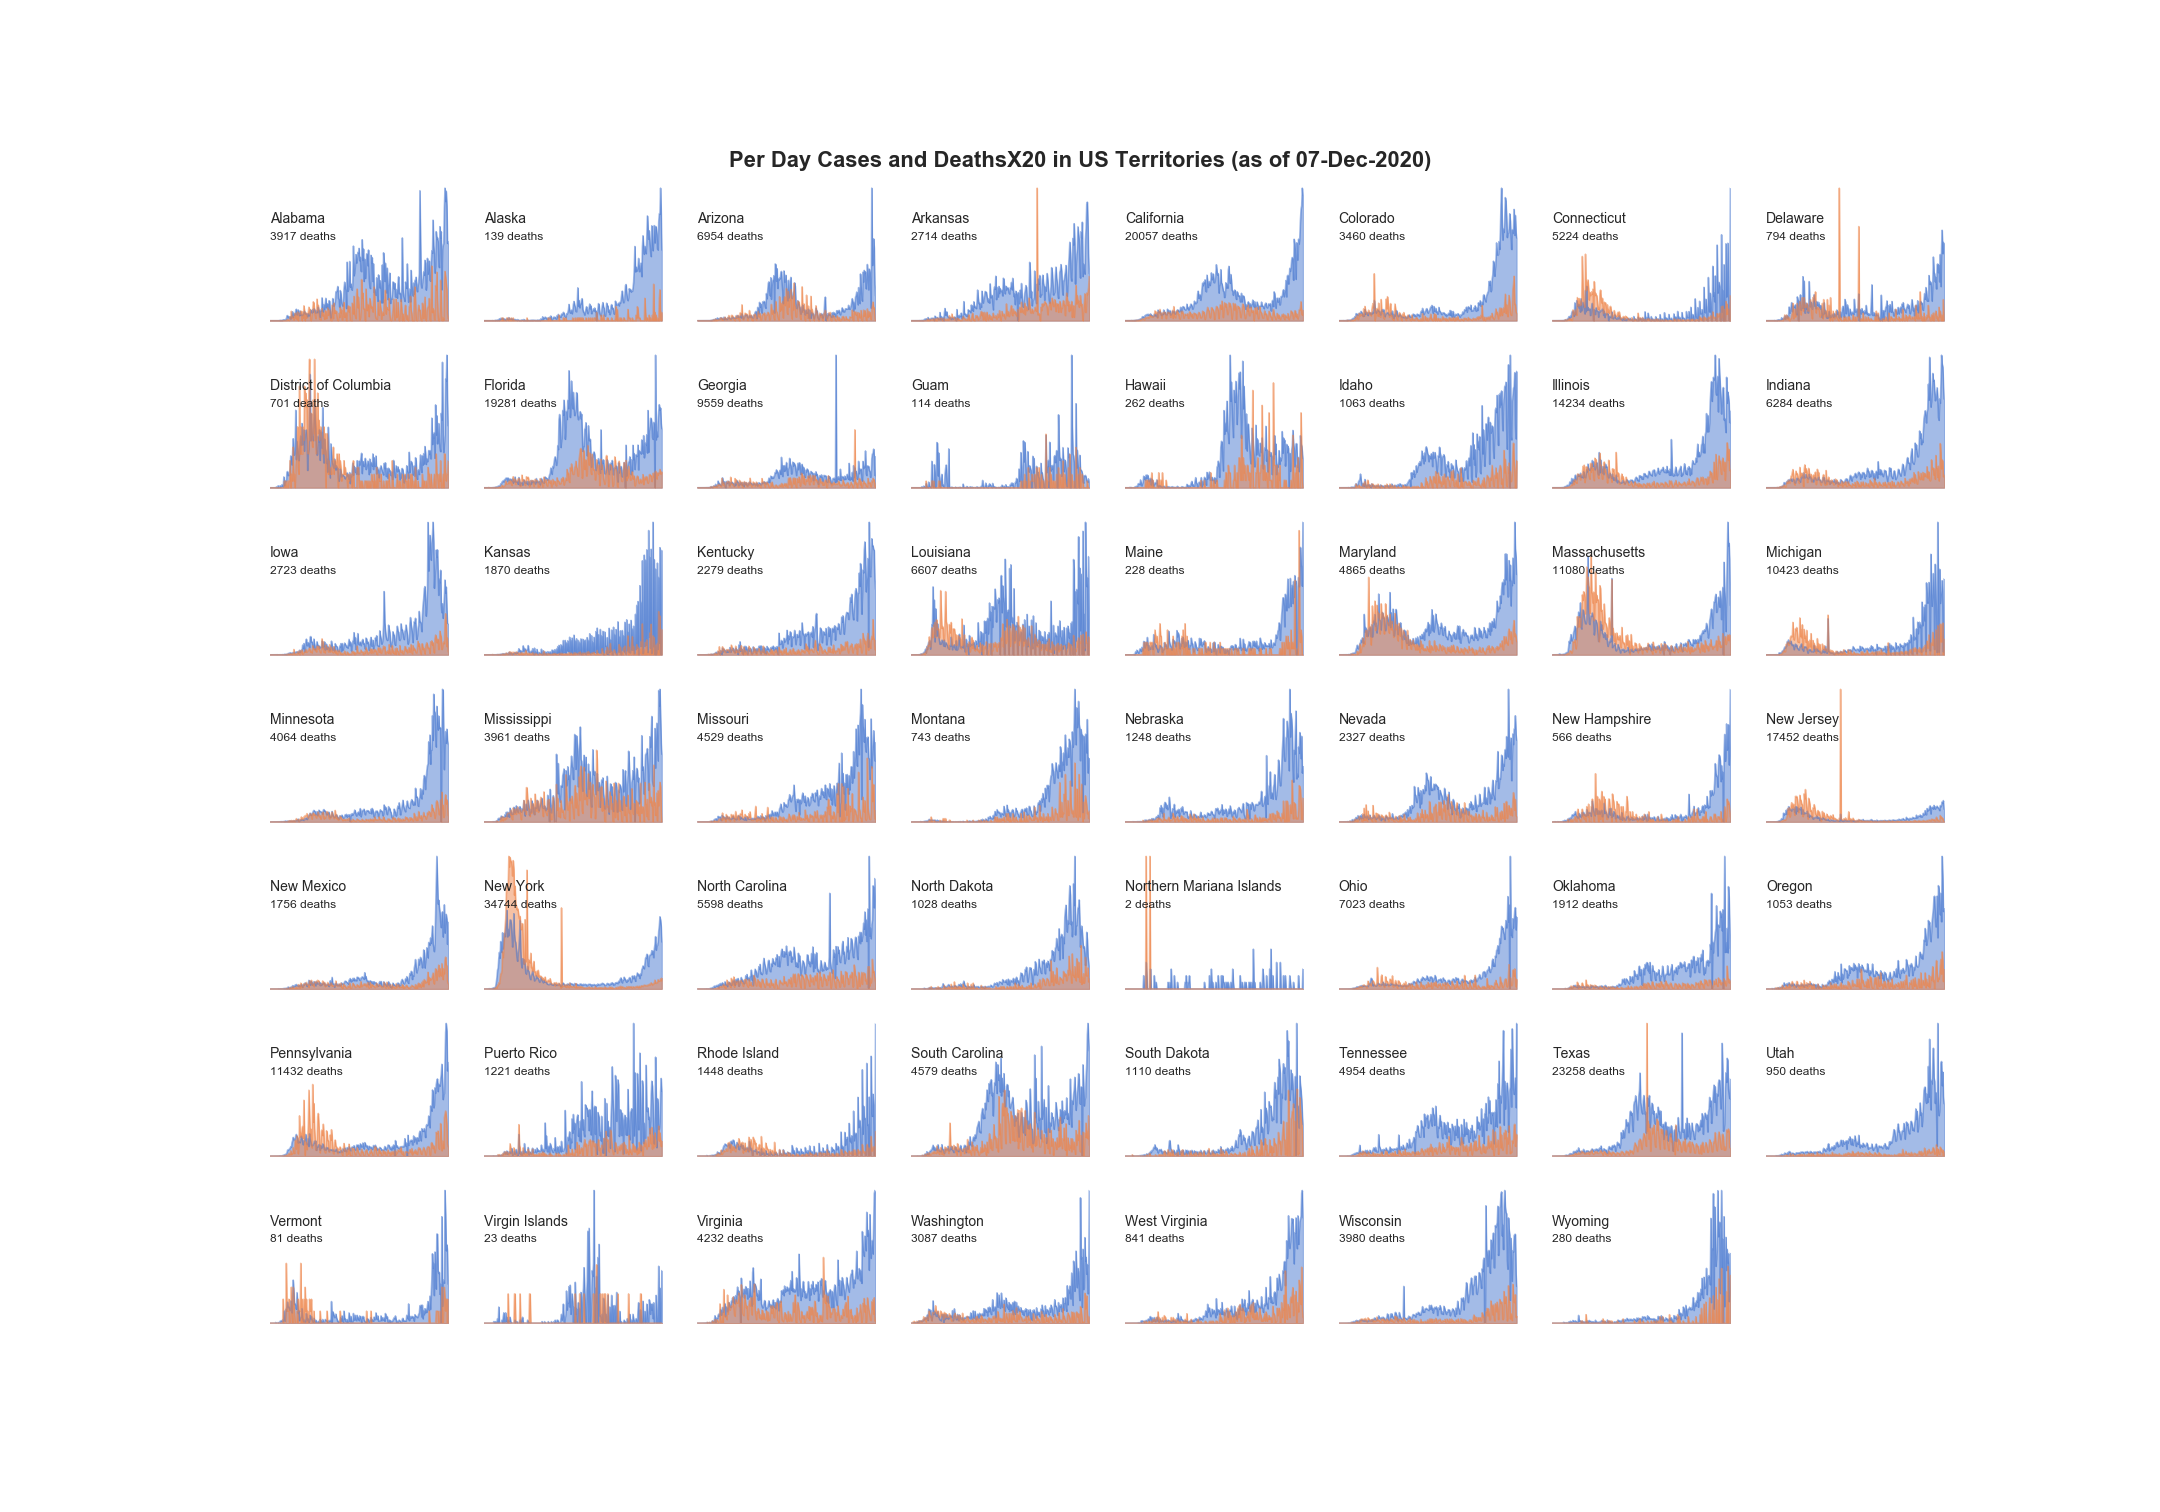 Per Day Cases and DeathsX20 in US Territories (as of 07-Dec-2020)
Alabama
3917 deaths
Alaska
139 deaths
Arizona
6954 deaths
Arkansas
2714 deaths
California
20057 deaths
Colorado
3460 deaths
Connecticut
5224 deaths
Delaware
794 deaths
District of Columbia
701 deaths
Florida
19281 deaths
Georgia
9559 deaths
Guam
114 deaths
Hawaii
262 deaths
Idaho
1063 deaths
Illinois
14234 deaths
Indiana
6284 deaths
Iowa
2723 deaths
Kansas
1870 deaths
Kentucky
2279 deaths
Louisiana
6607 deaths
Maine
228 deaths
Maryland
4865 deaths
Massachusetts
11080 deaths
Michigan
10423 deaths
Minnesota
4064 deaths
Mississippi
3961 deaths
Missouri
4529 deaths
Montana
743 deaths
Nebraska
1248 deaths
Nevada
2327 deaths
New Hampshire
566 deaths
New Jersey
17452 deaths
New Mexico
1756 deaths
New York
34744 deaths
North Carolina
5598 deaths
North Dakota
1028 deaths
Northern Mariana Islands
2 deaths
Ohio
7023 deaths
Oklahoma
1912 deaths
Oregon
1053 deaths
Pennsylvania
11432 deaths
Puerto Rico
1221 deaths
Rhode Island
1448 deaths
South Carolina
4579 deaths
South Dakota
1110 deaths
Tennessee
4954 deaths
Texas
23258 deaths
Utah
950 deaths
Vermont
81 deaths
Virgin Islands
23 deaths
Virginia
4232 deaths
Washington
3087 deaths
West Virginia
841 deaths
Wisconsin
3980 deaths
Wyoming
280 deaths